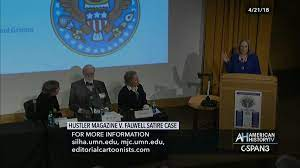 4/21/18
HUSTLER MAGAZINE V. FALWELL SATIRE CASE
FOR MORE INFORMATION
silha.umn.edu, mjc.umn.edu,
editorialcartoonists.com
AH AMERICAN HISTORY TV
C-SPAN3